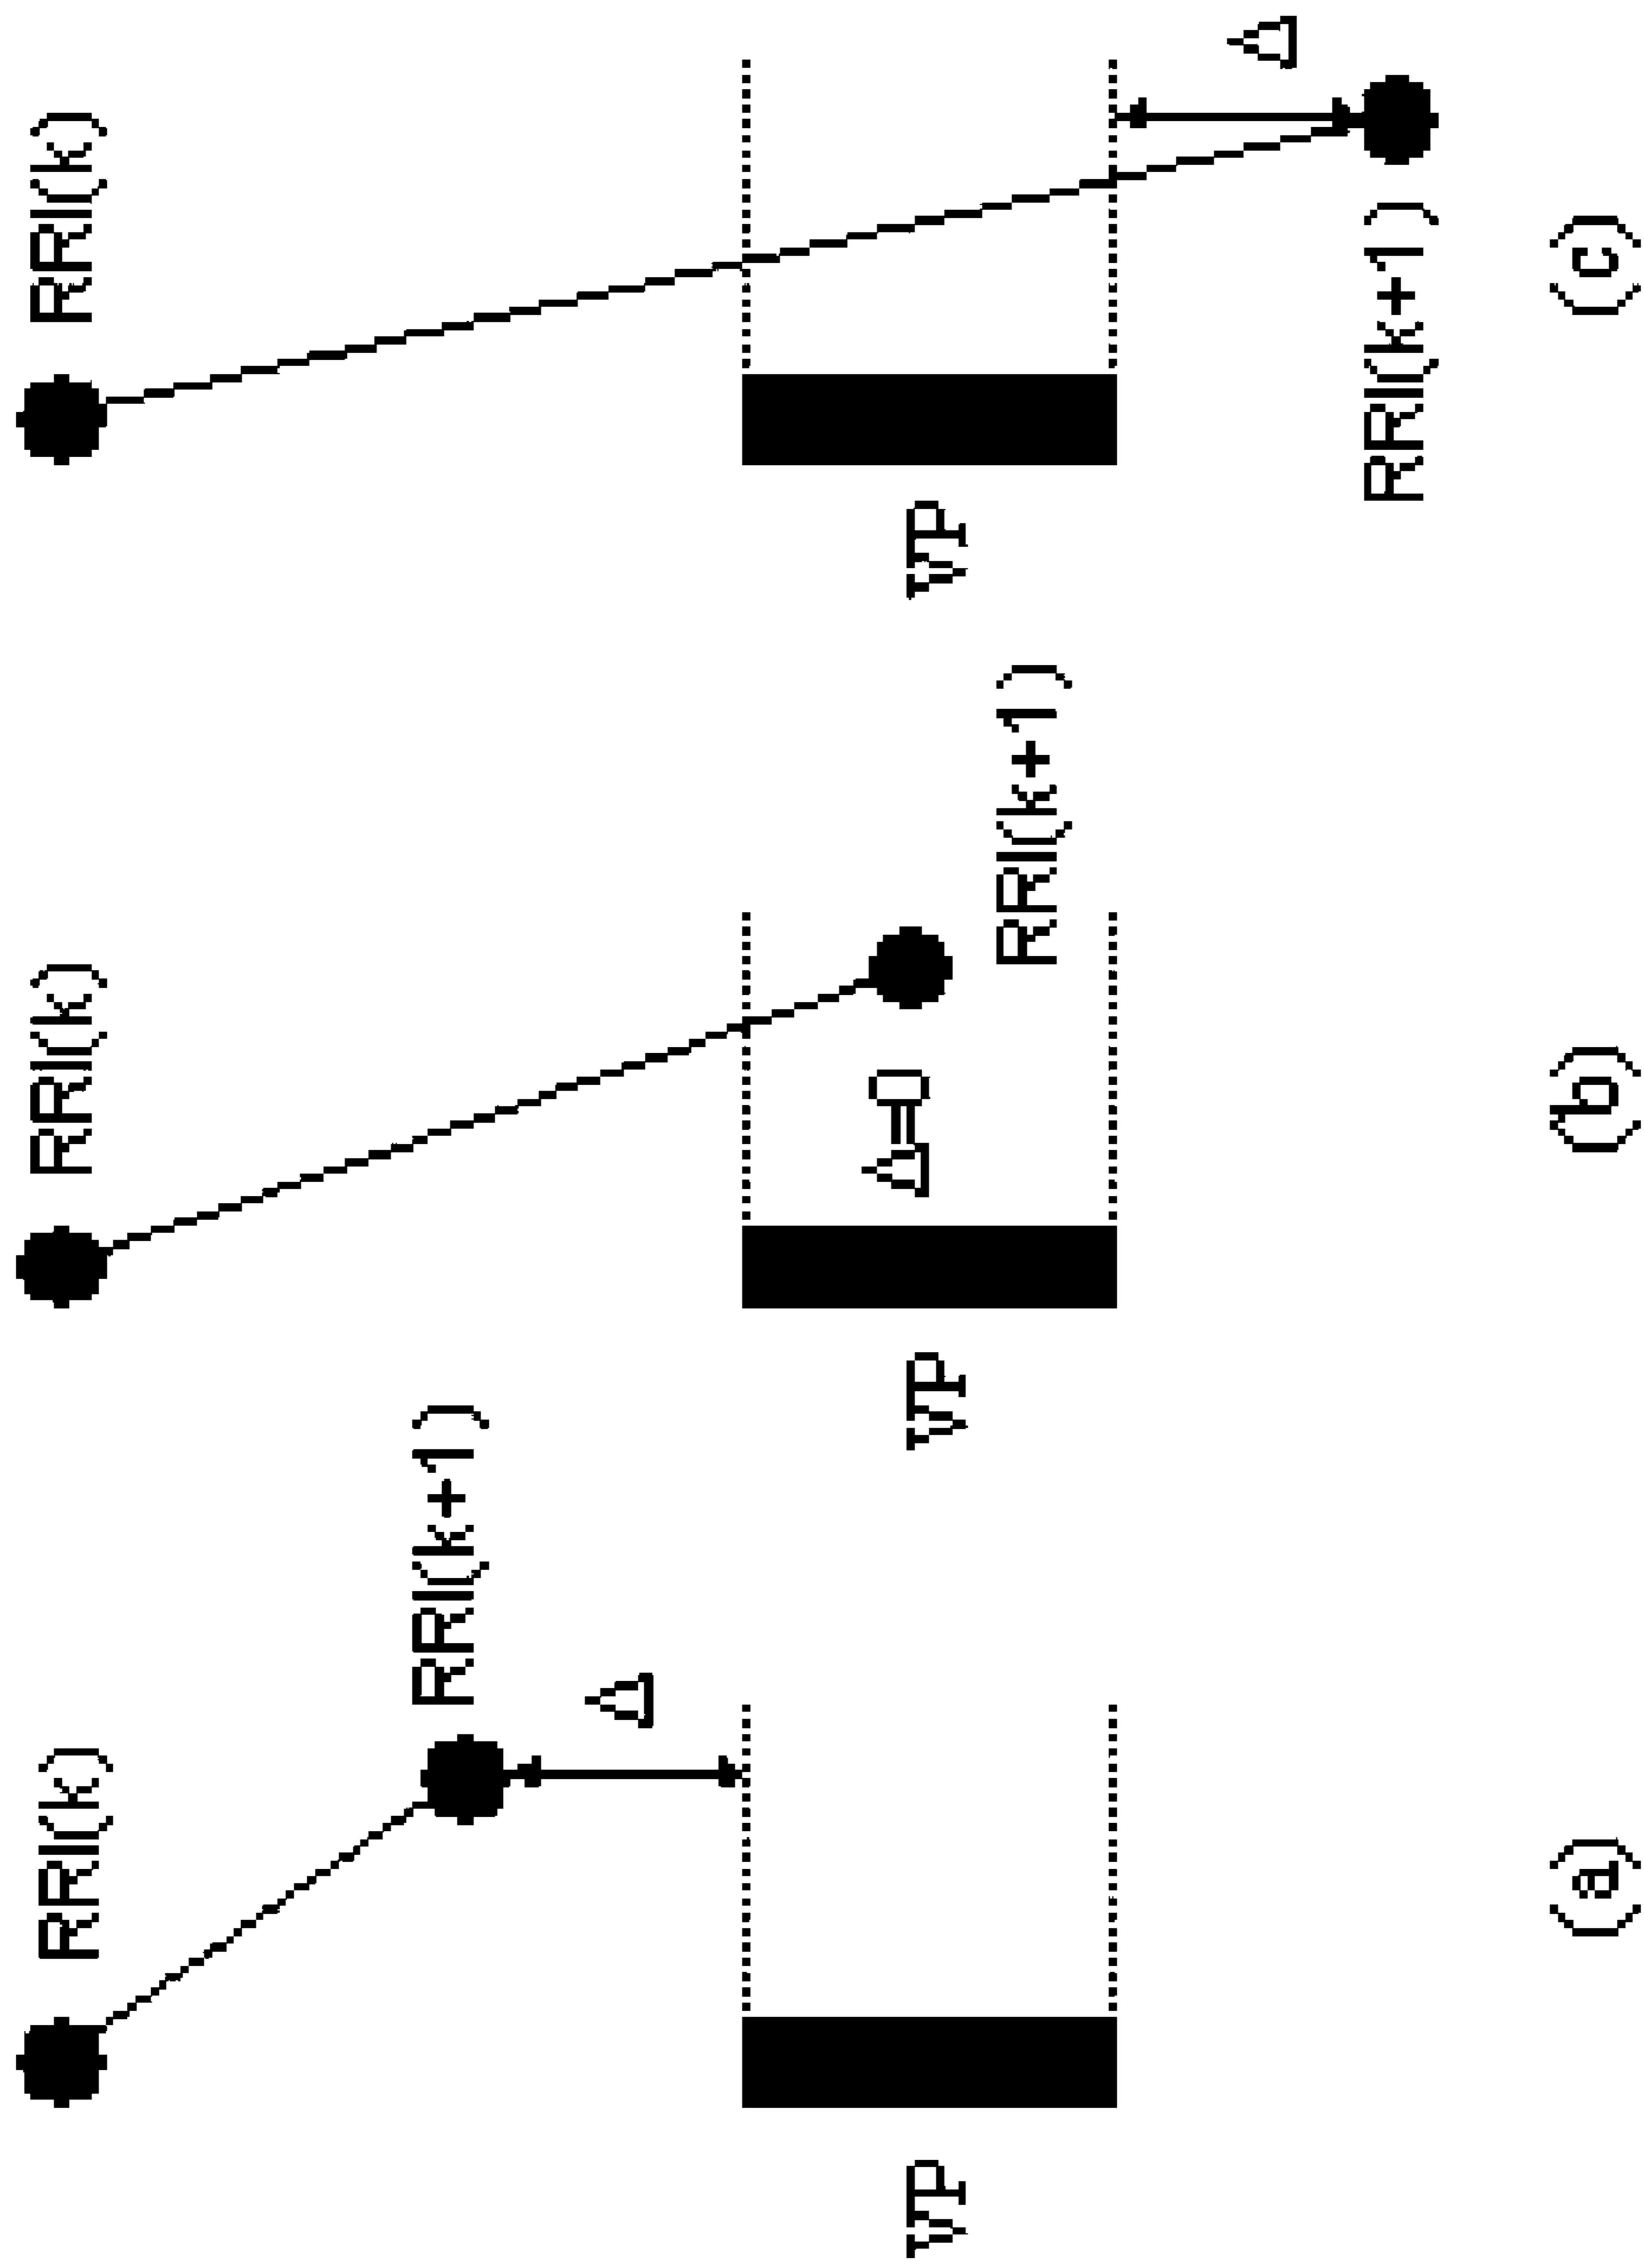 RRI(k)
RRI(k+1)
Δ
VTP
(a)
RRI(k)
Δ=0
RRI(k+1)
VTP
(b)
RRI(k)
VTP
Δ
RRI(k+1)
(c)